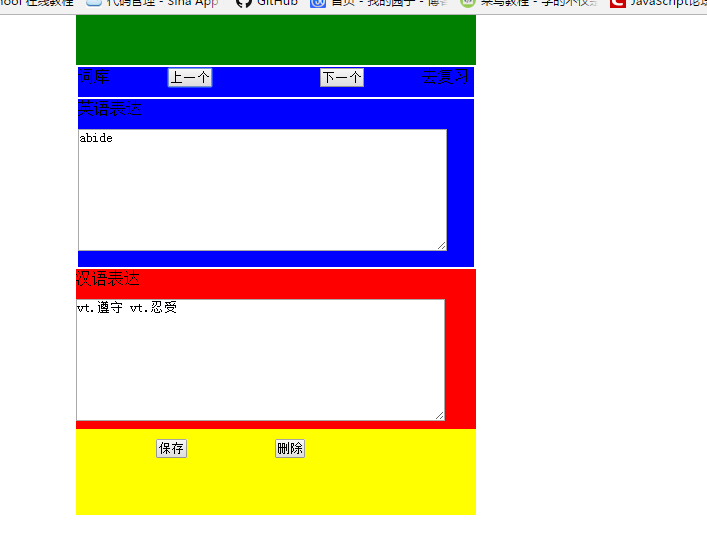 在线教程 代码管理 - Sina App GitHub 首页 - 我的园子 - 博 菜鸟教程 - 学的不仅 JavaScript论坛
词库 上一个 下一个 去复习
英语表达
abide
汉语表达
vt.遵守 vt.忍受
保存 删除